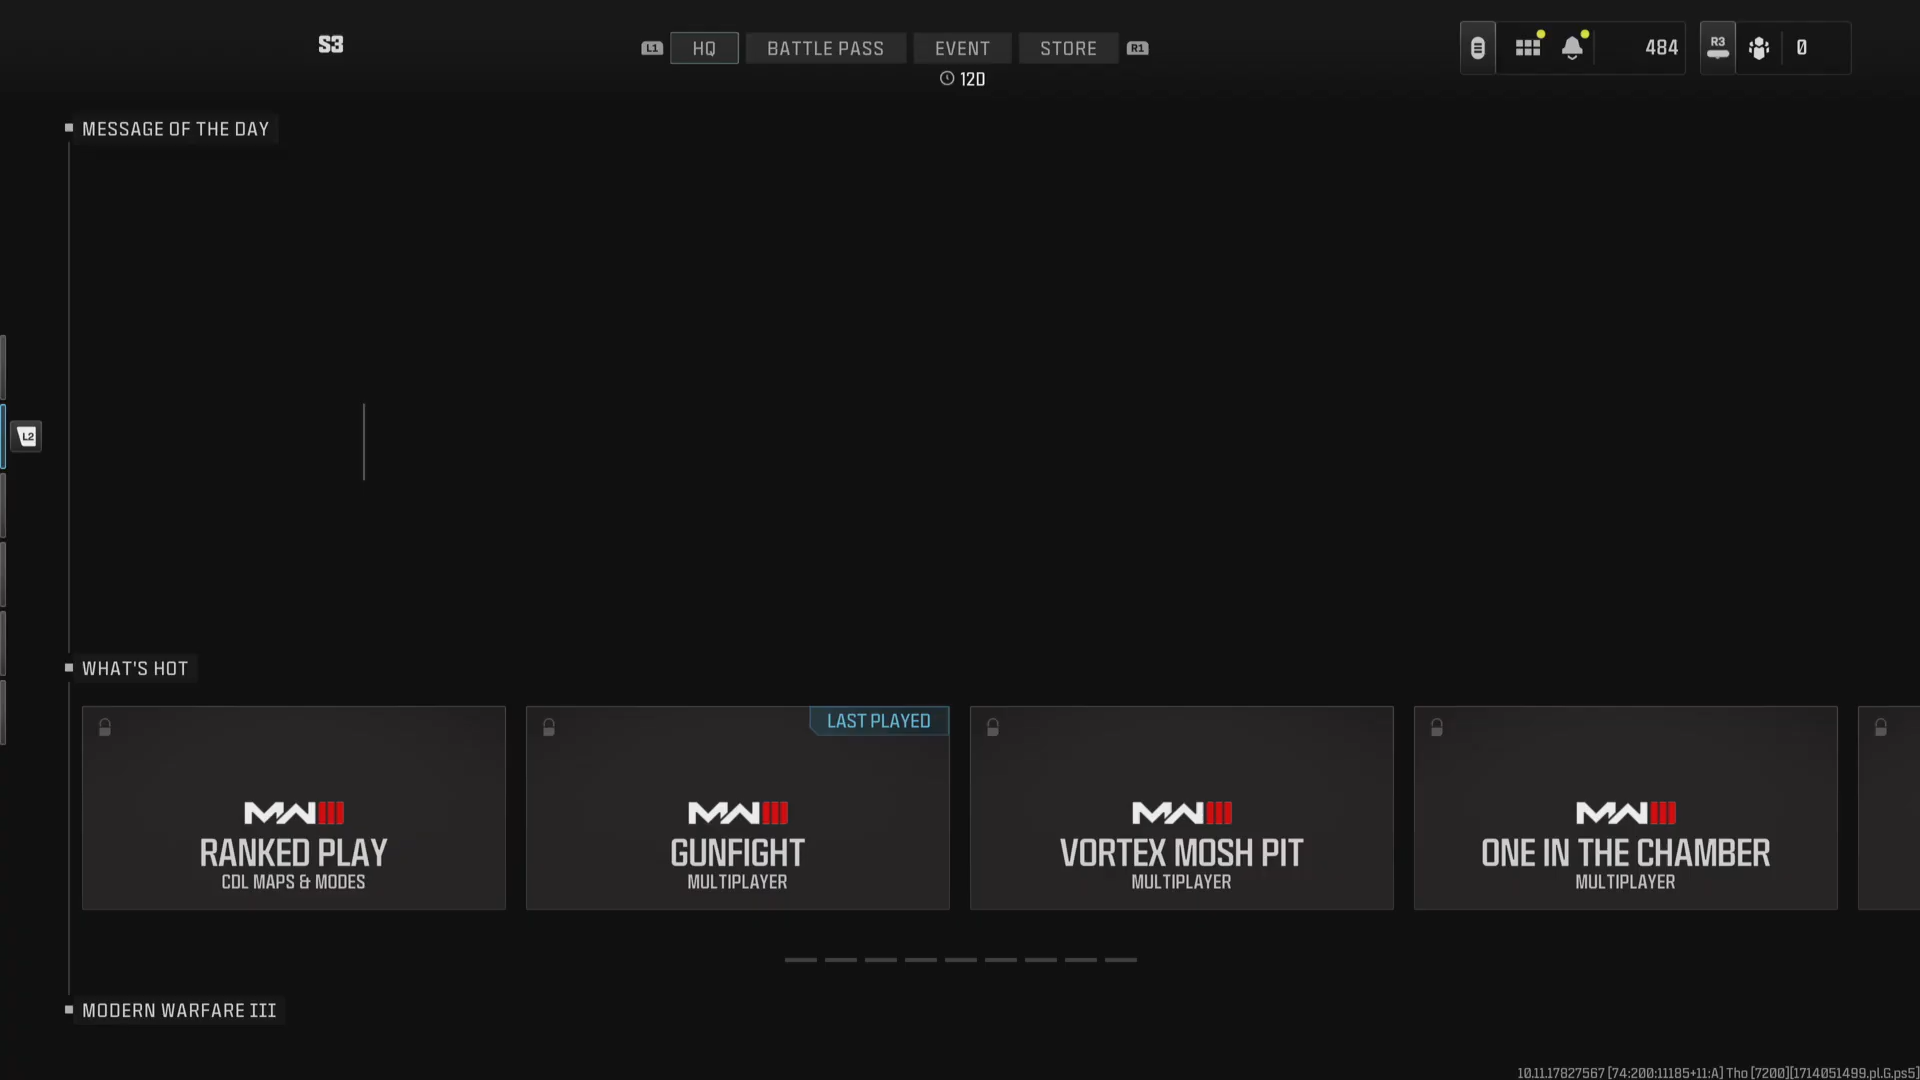 S3
L1 HQ BATTLE PASS EVENT STORE R1
12D
484
R3
0
MESSAGE OF THE DAY
L2
WHAT'S HOT
LAST PLAYED
MWIII
RANKED PLAY
CDL MAPS & MODES
MWIII
GUNFIGHT
MULTIPLAYER
MWIII
VORTEX MOSH PIT
MULTIPLAYER
MWIII
ONE IN THE CHAMBER
MULTIPLAYER
MODERN WARFARE III
10.11.17827567 [74:200:11185+11:A] Tho [7200][1714051499.pl.G.ps5]